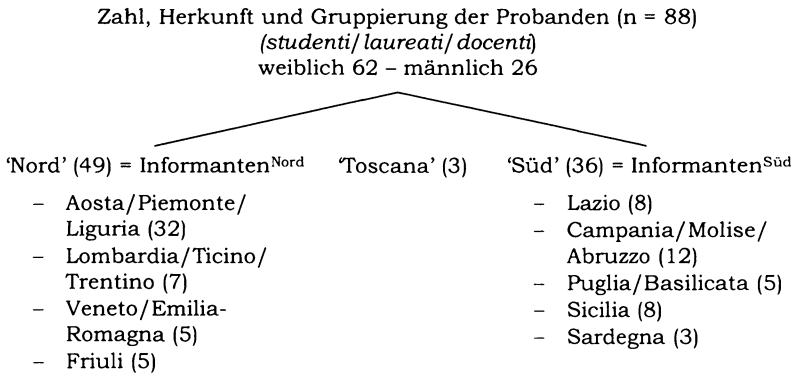 Zahl, Herkunft und Gruppierung der Probanden (n = 88)
(studenti/laureati/docenti)
weiblich 62 – männlich 26
‘Nord’ (49) = Informanten^Nord
– Aosta/Piemonte/
Liguria (32)
– Lombardia/Ticino/
Trentino (7)
– Veneto/Emilia-
Romagna (5)
– Friuli (5)
‘Toscana’ (3)
‘Süd’ (36) = Informanten^Süd
– Lazio (8)
– Campania/Molise/
Abruzzo (12)
– Puglia/Basilicata (5)
– Sicilia (8)
– Sardegna (3)